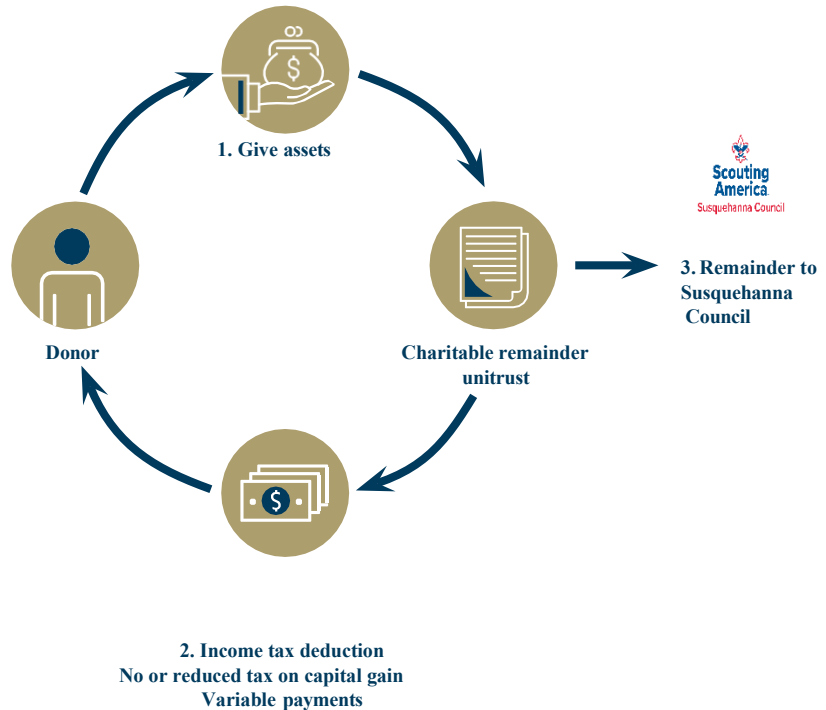 $
1. Give assets
Scouting
America
Susquehanna Council
3. Remainder to
Susquehanna
Council
Donor
Charitable remainder
unitrust
$
2. Income tax deduction
No or reduced tax on capital gain
Variable payments